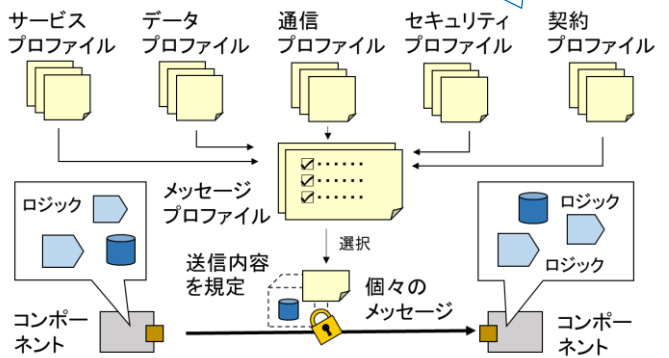 サービス
プロファイル
データ
プロファイル
通信
プロファイル
セキュリティ
プロファイル
契約
プロファイル
メッセージ
プロファイル
ロジック
ロジック
ロジック
選択
送信内容
を規定
個々の
メッセージ
コンポー
ネント
コンポー
ネント